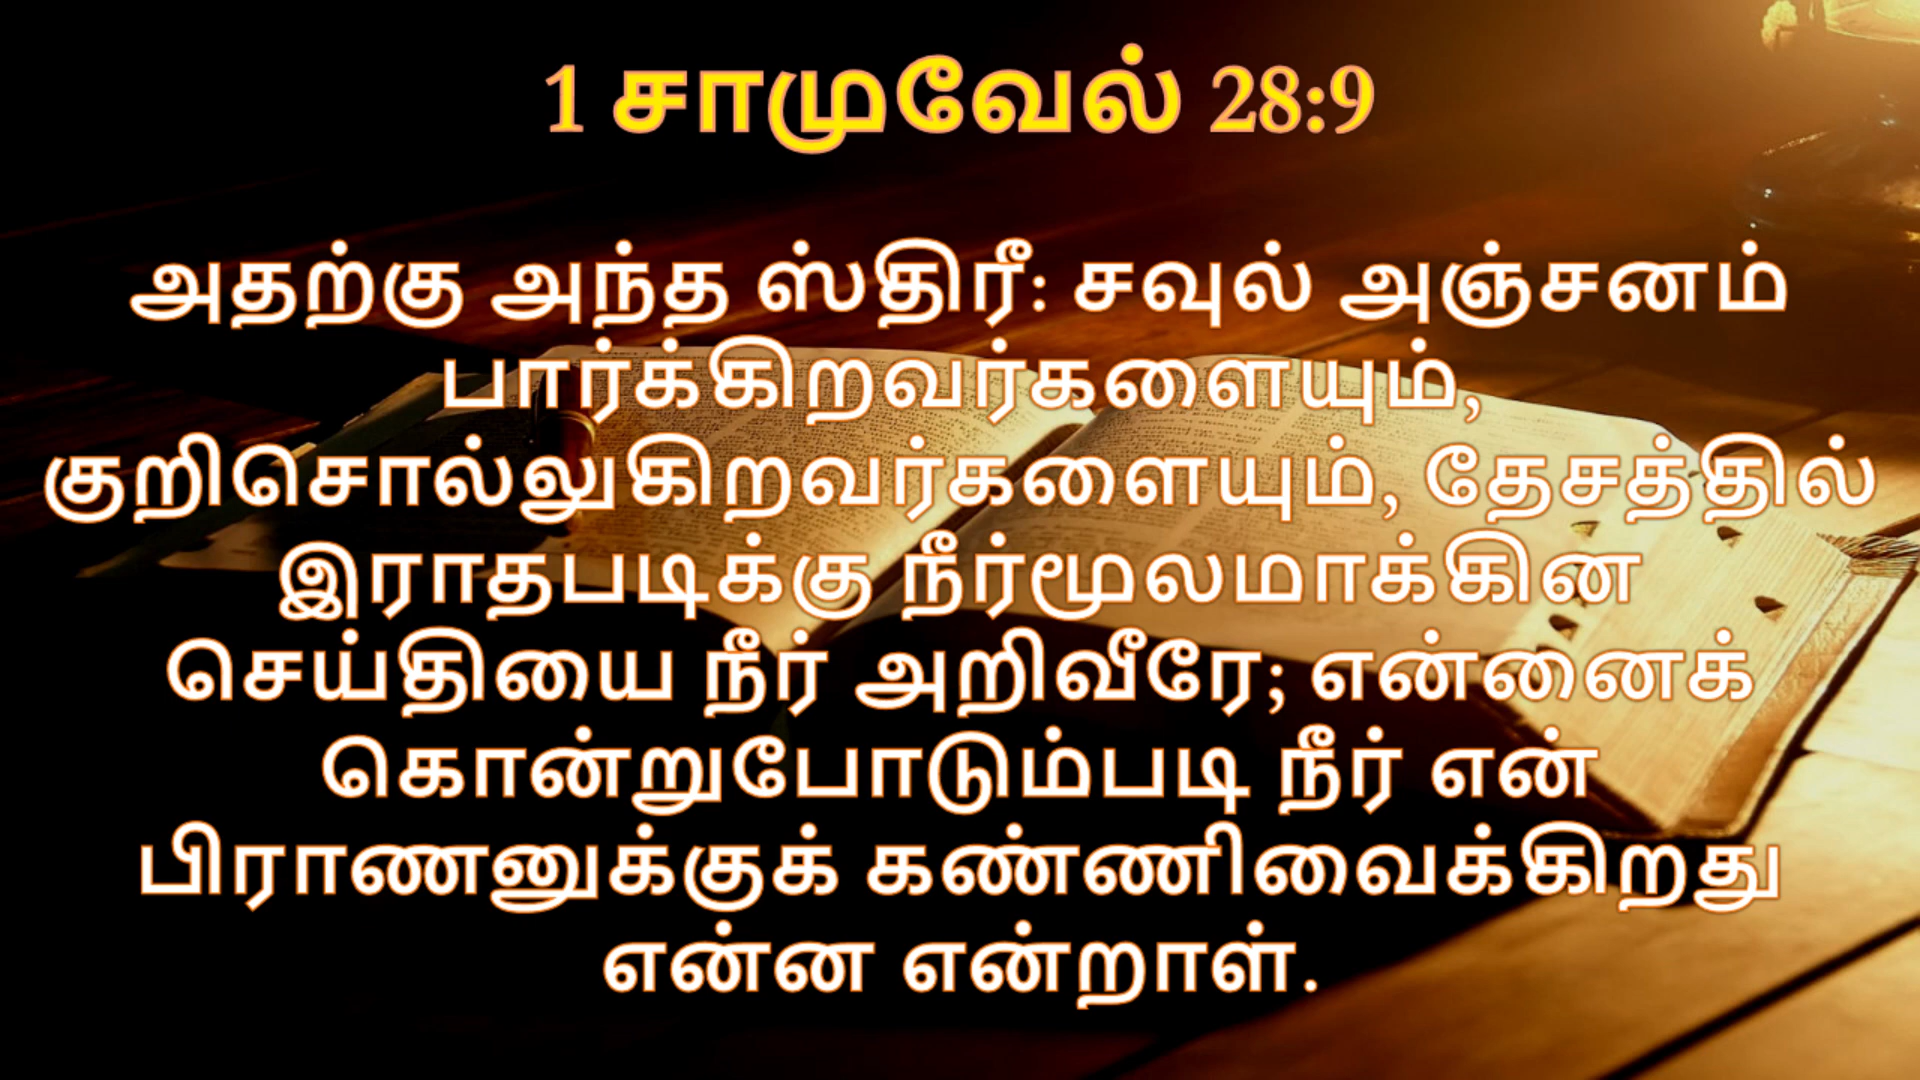 1 சாமுவேல் 28:9
அதற்கு அந்த ஸ்திரீ: சவுல் அஞ்சனம்
பார்க்கிறவர்களையும்,
குறிசொல்லுகிறவர்களையும், தேசத்தில்
இராதபடிக்கு நீர்மூலமாக்கின
செய்தியை நீர் அறிவீரே; என்னைக்
கொன்றுபோடும்படி நீர் என்
பிராணனுக்குக் கண்ணிவைக்கிறது
என்ன என்றாள்.